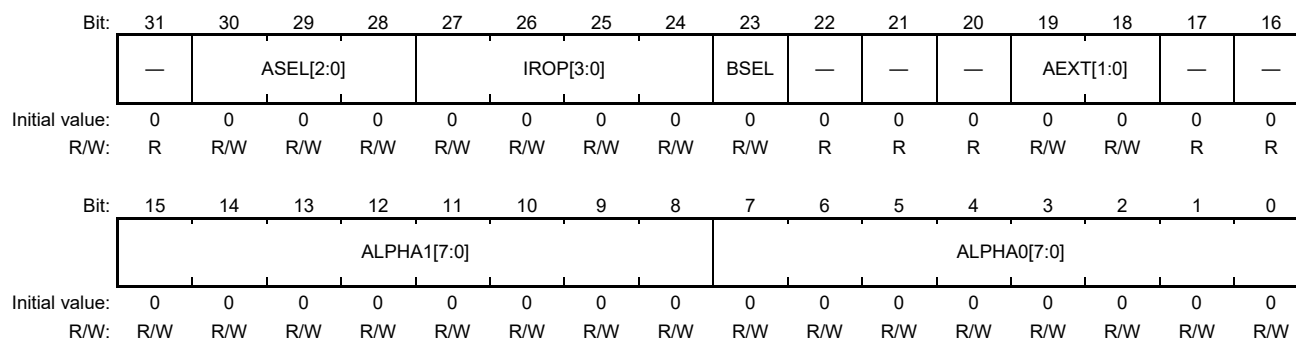 Bit: 31 30 29 28 27 26 25 24 23 22 21 20 19 18 17 16
— ASEL[2:0] IROP[3:0] BSEL — — — AEXT[1:0] — —
Initial value: 0 0 0 0 0 0 0 0 0 0 0 0 0 0 0 0
R/W: R R/W R/W R/W R/W R/W R/W R/W R/W R R R R/W R/W R R
Bit: 15 14 13 12 11 10 9 8 7 6 5 4 3 2 1 0
ALPHA1[7:0] ALPHA0[7:0]
Initial value: 0 0 0 0 0 0 0 0 0 0 0 0 0 0 0 0
R/W: R/W R/W R/W R/W R/W R/W R/W R/W R/W R/W R/W R/W R/W R/W R/W R/W